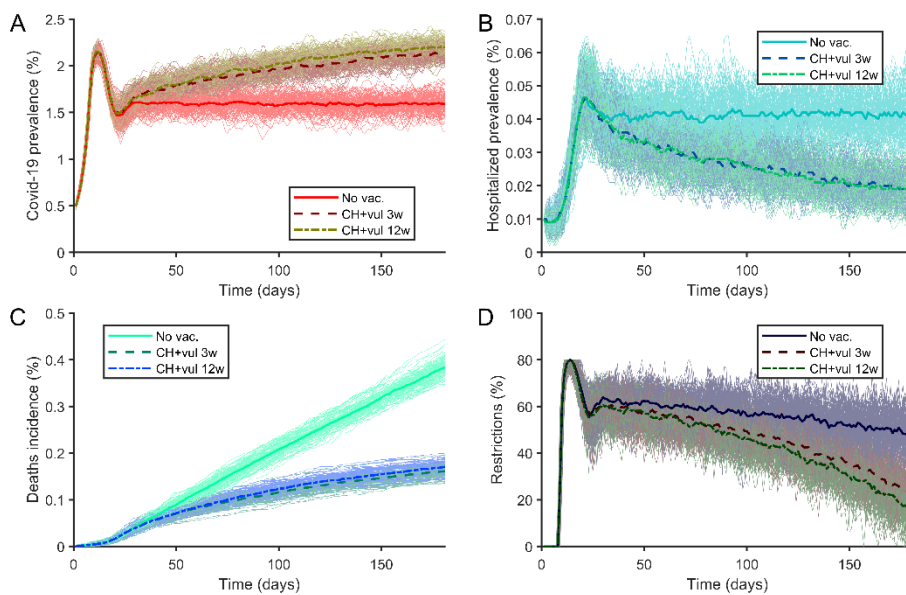 A
Covid-19 prevalence (%)
2.5
2
1.5
1
0.5
0
0
50
100
150
Time (days)
No vac.
CH+vul 3w
CH+vul 12w
B
Hospitalized prevalence (%)
0.07
0.06
0.05
0.04
0.03
0.02
0.01
0
0
50
100
150
Time (days)
No vac.
CH+vul 3w
CH+vul 12w
C
Deaths incidence (%)
0.5
0.4
0.3
0.2
0.1
0
0
50
100
150
Time (days)
No vac.
CH+vul 3w
CH+vul 12w
D
Restrictions (%)
100
80
60
40
20
0
0
50
100
150
Time (days)
No vac.
CH+vul 3w
CH+vul 12w